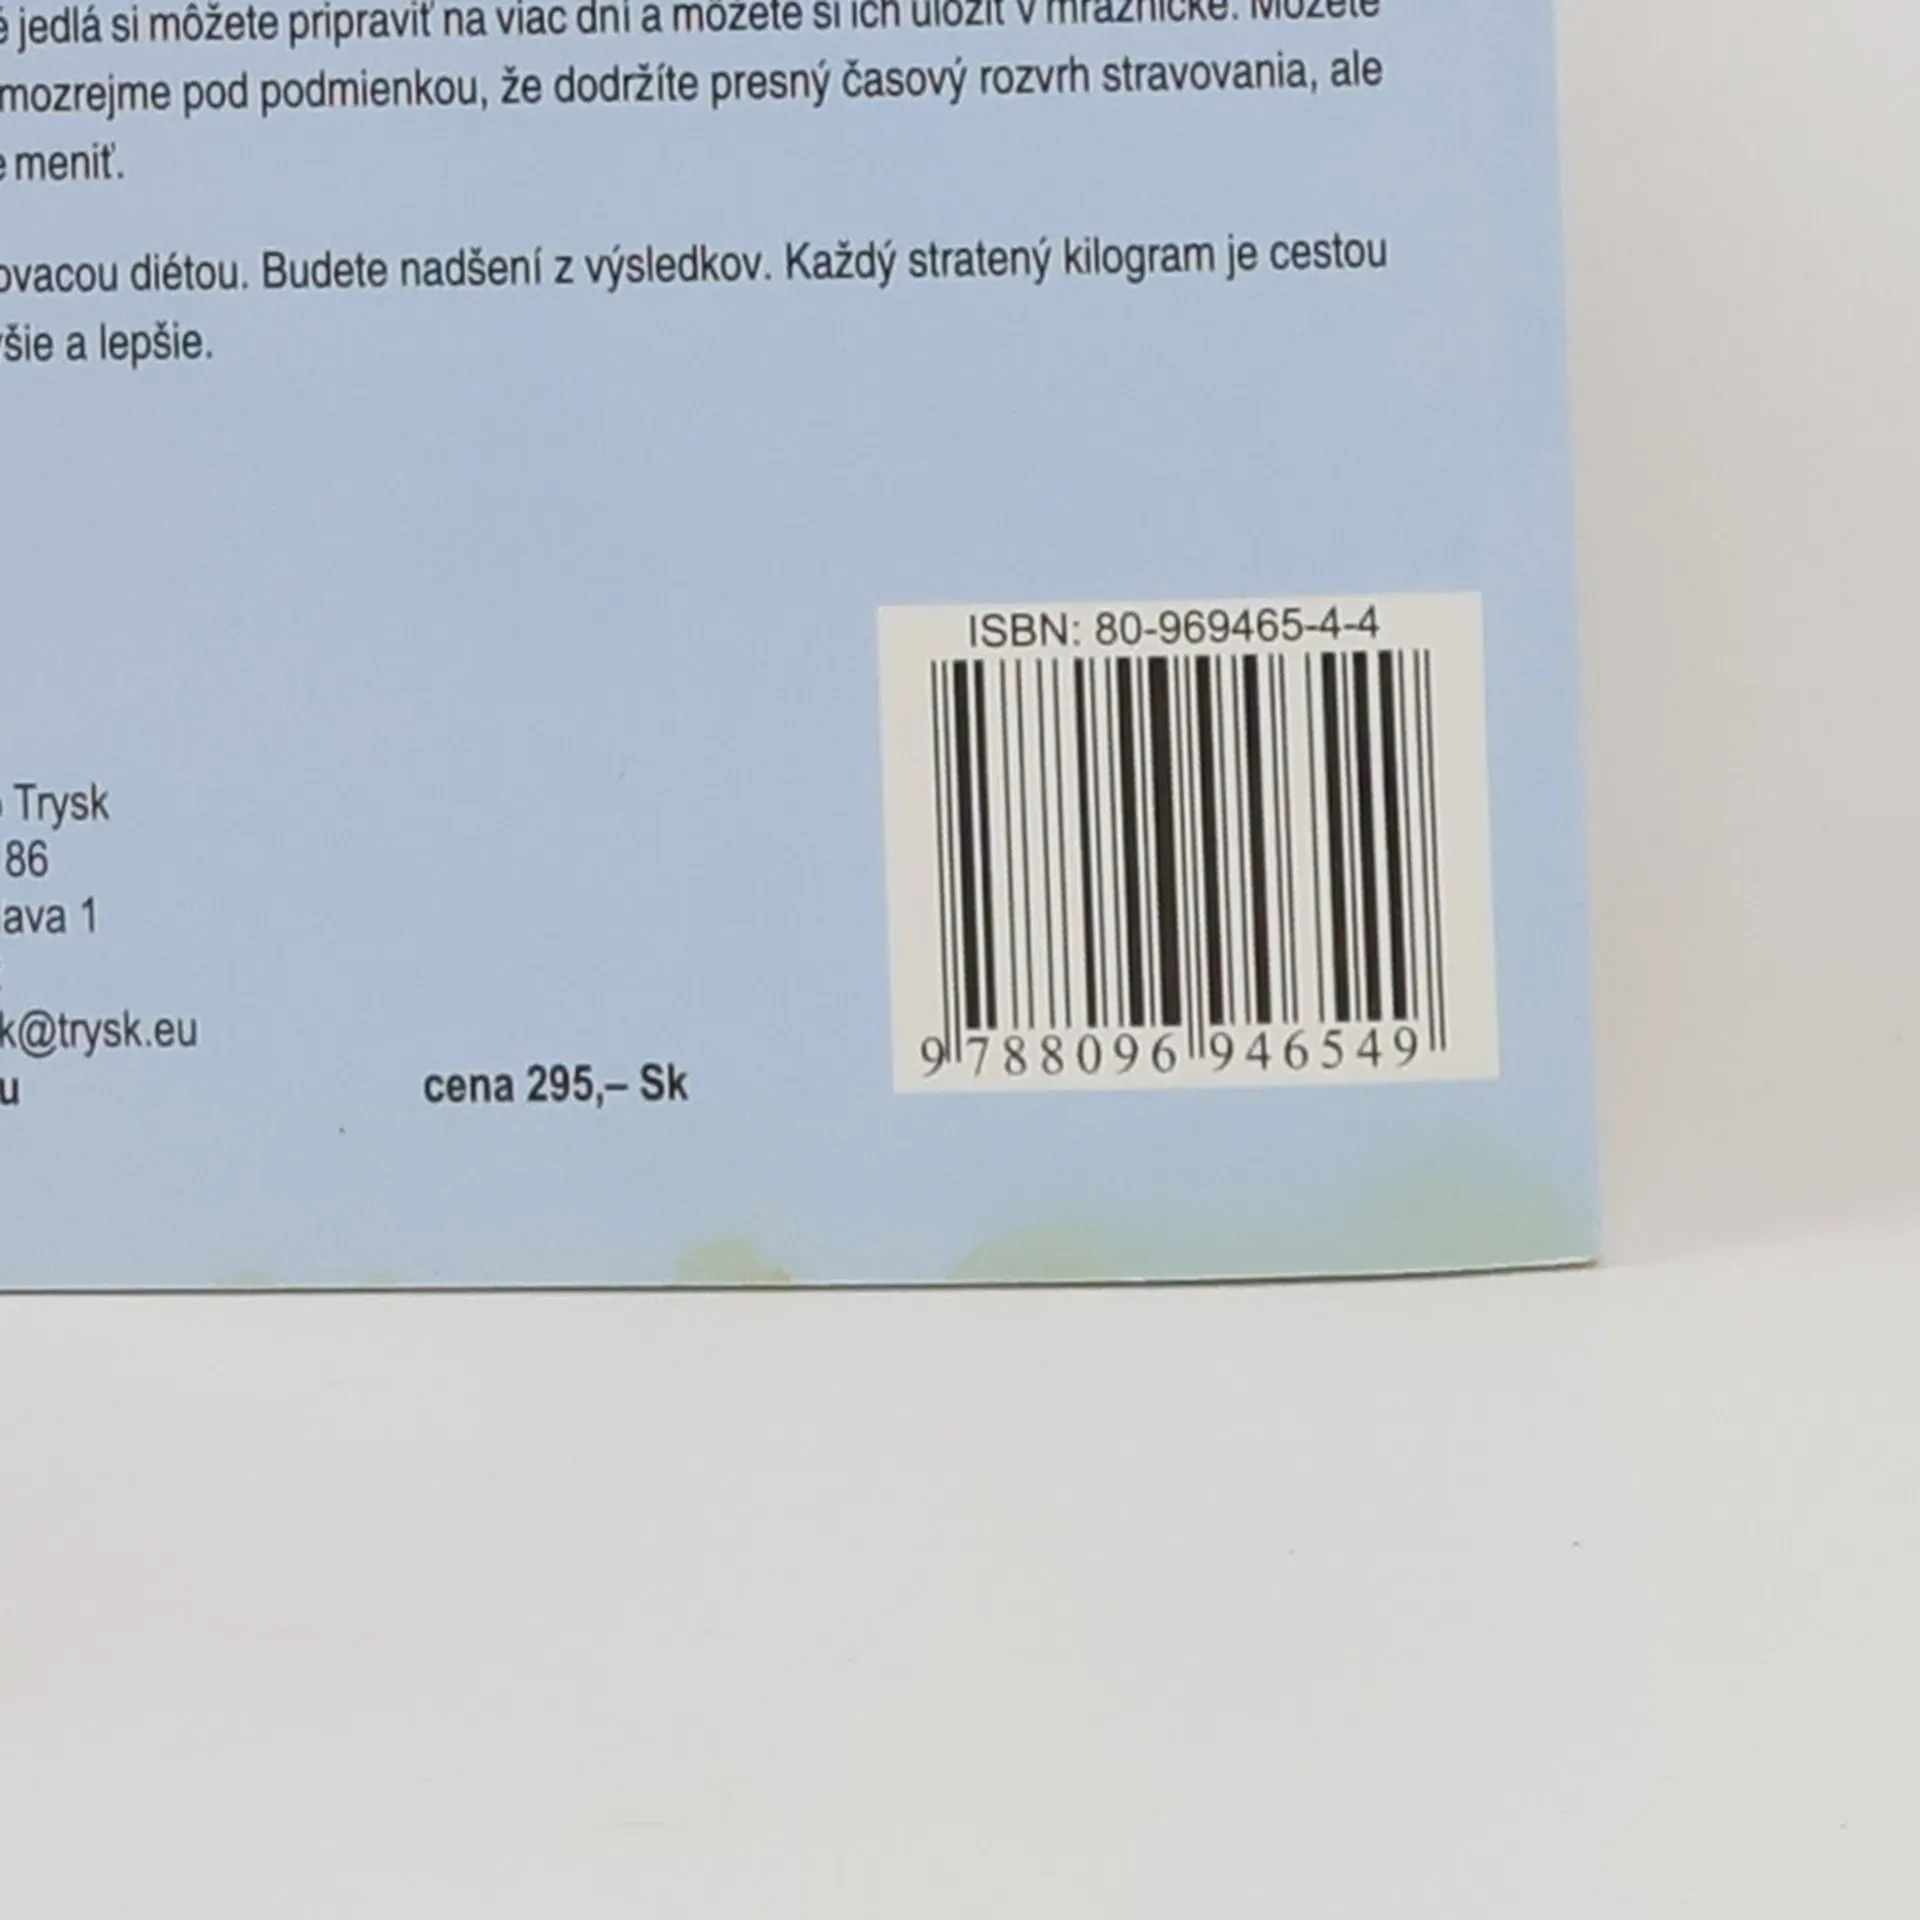 jedlá si môžete pripraviť na viac dní a môžete si ich uložiť v mrazničke. Môžete
mozrejme pod podmienkou, že dodržíte presný časový rozvrh stravovania, ale
meniť.
ovacou diétou. Budete nadšení z výsledkov. Každý stratený kilogram je cestou
šie a lepšie.
ISBN: 80-969465-4-4
Trysk
86
ava 1
k@trysk.eu
u
cena 295,– Sk
9 788096 946549